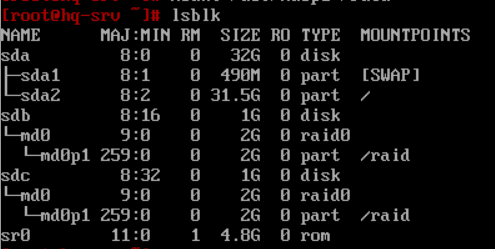 [root@hq-srv ~]# lsblk
NAME MAJ:MIN RM SIZE RO TYPE MOUNTPOINTS
sda 8:0 0 32G 0 disk
├─sda1 8:1 0 490M 0 part [SWAP]
└─sda2 8:2 0 31.5G 0 part /
sdb 8:16 0 1G 0 disk
└─md0 9:0 0 2G 0 raid0
└─md0p1 259:0 0 2G 0 part /raid
sdc 8:32 0 1G 0 disk
└─md0 9:0 0 2G 0 raid0
└─md0p1 259:0 0 2G 0 part /raid
sr0 11:0 1 4.8G 0 rom